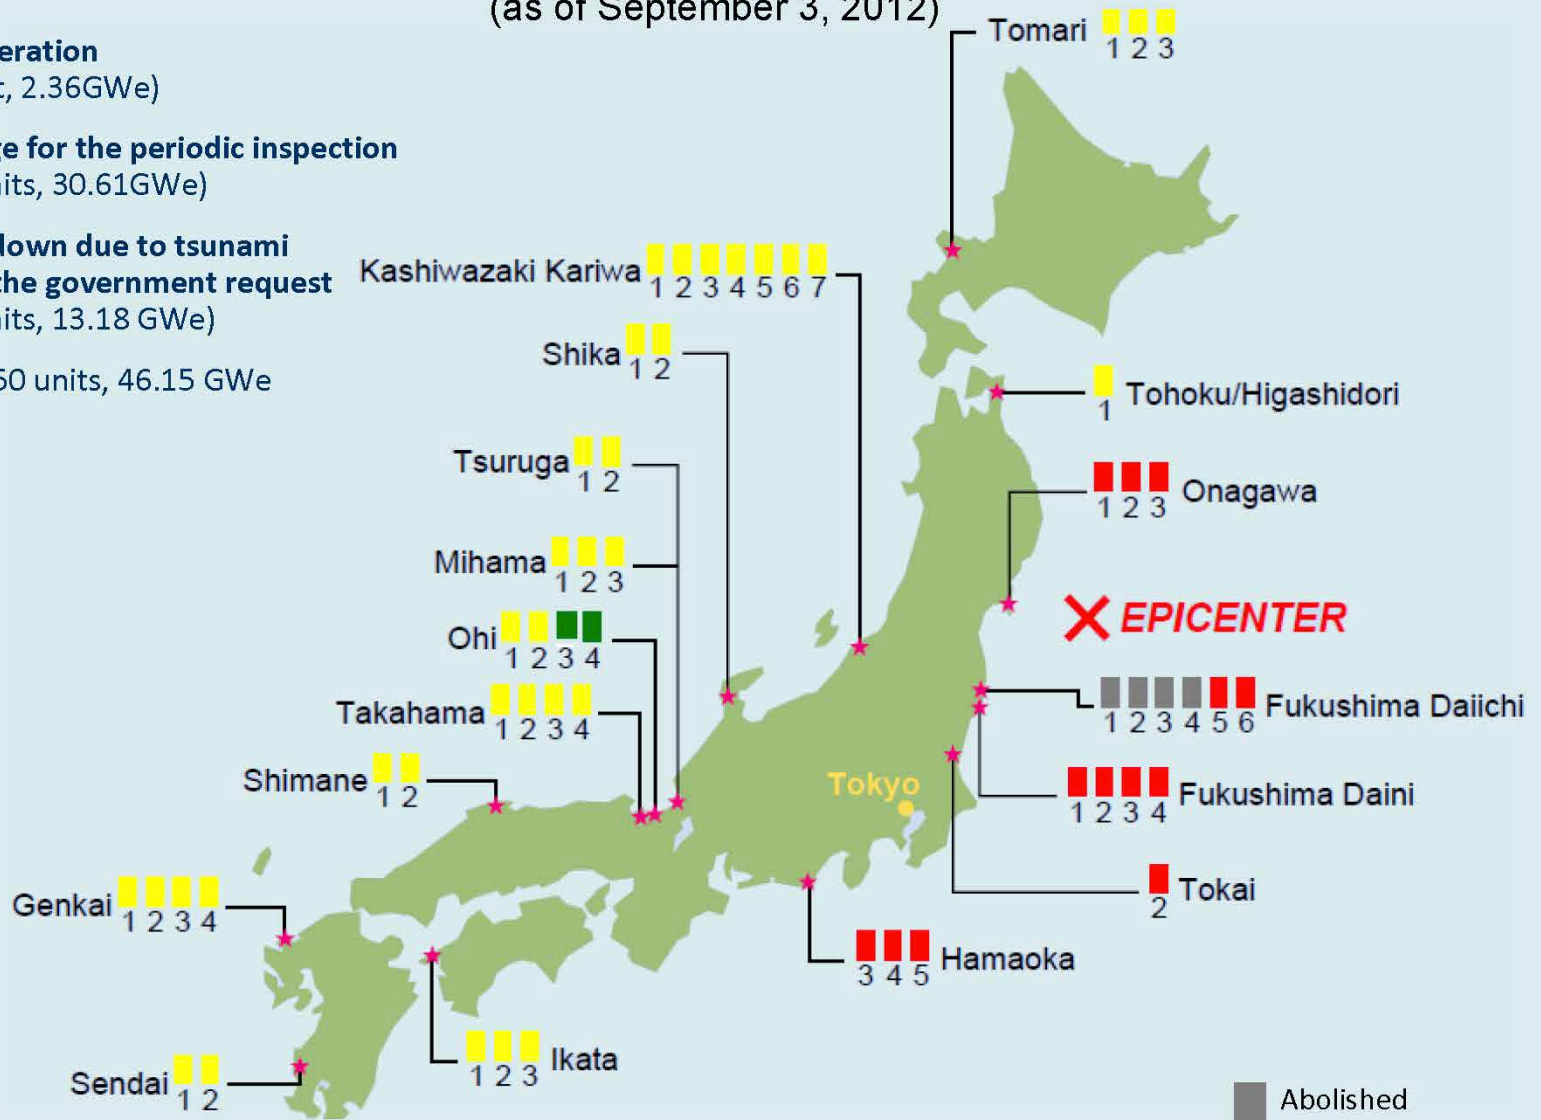 (as of September 3, 2012)
eration
t, 2.36GWe)
ge for the periodic inspection
nits, 30.61GWe)
down due to tsunami
the government request
nits, 13.18 GWe)
50 units, 46.15 GWe
Tomari
1 2 3
Kashiwazaki Kariwa
1 2 3 4 5 6 7
Shika
1 2
Tohoku/Higashidori
1
Tsuruga
1 2
Onagawa
1 2 3
Mihama
1 2 3
EPICENTER
Ohi
1 2 3 4
Takahama
1 2 3 4
Fukushima Daiichi
1 2 3 4 5 6
Shimane
1 2
Tokyo
Fukushima Daini
1 2 3 4
Genkai
1 2 3 4
Tokai
2
Hamaoka
3 4 5
Ikata
1 2 3
Sendai
1 2
Abolished